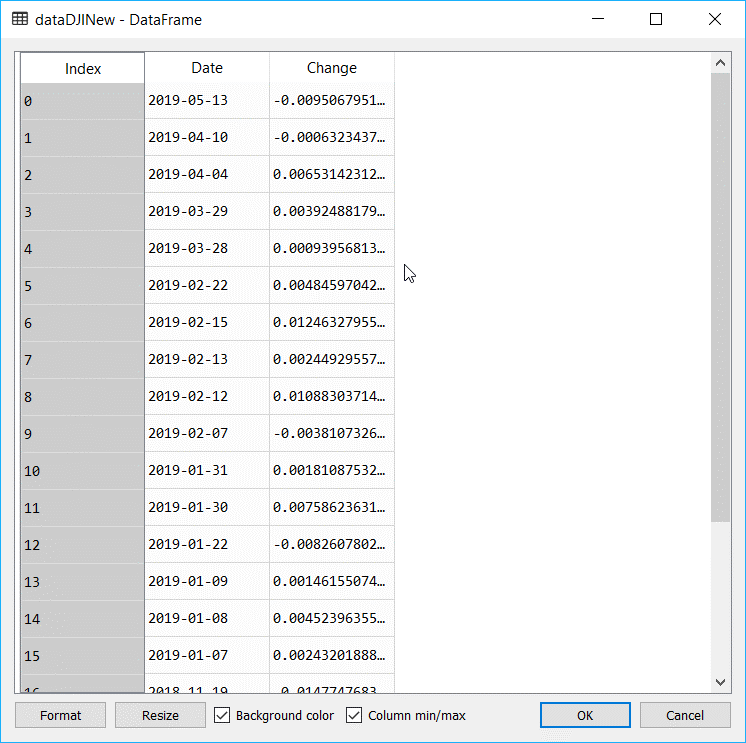 dataDJINew - DataFrame
Index Date Change
0 2019-05-13 -0.0095067951...
1 2019-04-10 -0.0006323437...
2 2019-04-04 0.00653142312...
3 2019-03-29 0.00392488179...
4 2019-03-28 0.00093956813...
5 2019-02-22 0.00484597042...
6 2019-02-15 0.01246327955...
7 2019-02-13 0.00244929557...
8 2019-02-12 0.01088303714...
9 2019-02-07 -0.0038107326...
10 2019-01-31 0.00181087532...
11 2019-01-30 0.00758623631...
12 2019-01-22 -0.0082607802...
13 2019-01-09 0.00146155074...
14 2019-01-08 0.00452396355...
15 2019-01-07 0.00243201888...
16 2018-11-19
Format Resize Background color Column min/max OK Cancel